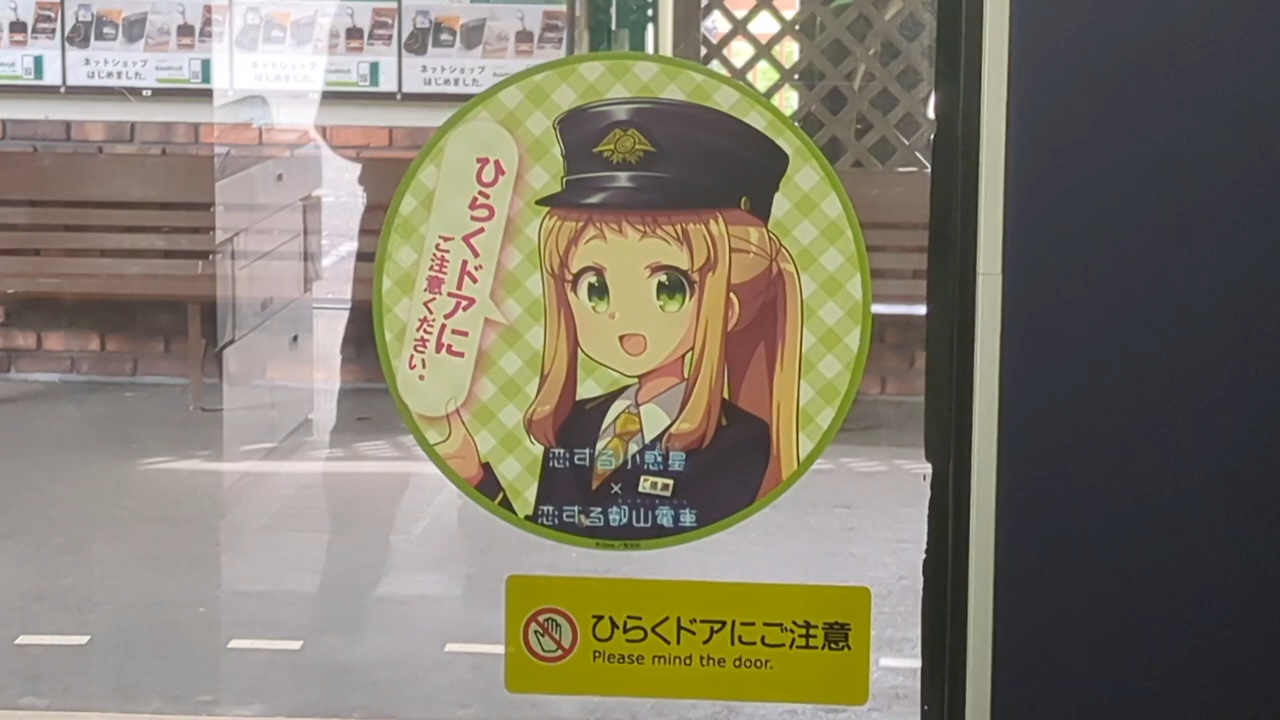 ネットショップ
はじめました。
ネットショップ
はじめました。
ネットショップ
はじめました。
ひらくドアに
ご注意ください。
恋する小惑星
×
恋する叡山電車
ひらくドアにご注意
Please mind the door.